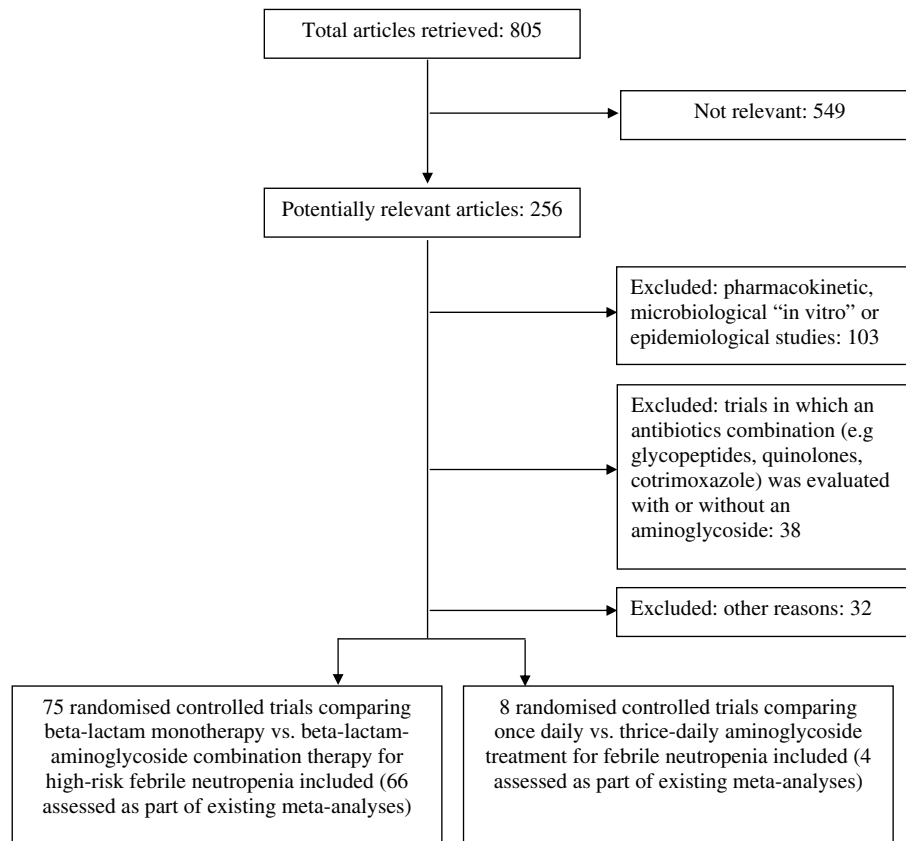 Total articles retrieved: 805
Not relevant: 549
Potentially relevant articles: 256
Excluded: pharmacokinetic,
microbiological “in vitro” or
epidemiological studies: 103
Excluded: trials in which an
antibiotics combination (e.g
glycopeptides, quinolones,
cotrimoxazole) was evaluated
with or without an
aminoglycoside: 38
Excluded: other reasons: 32
75 randomised controlled trials comparing
beta-lactam monotherapy vs. beta-lactam-
aminoglycoside combination therapy for
high-risk febrile neutropenia included (66
assessed as part of existing meta-analyses)
8 randomised controlled trials comparing
once daily vs. thrice-daily aminoglycoside
treatment for febrile neutropenia included (4
assessed as part of existing meta-analyses)